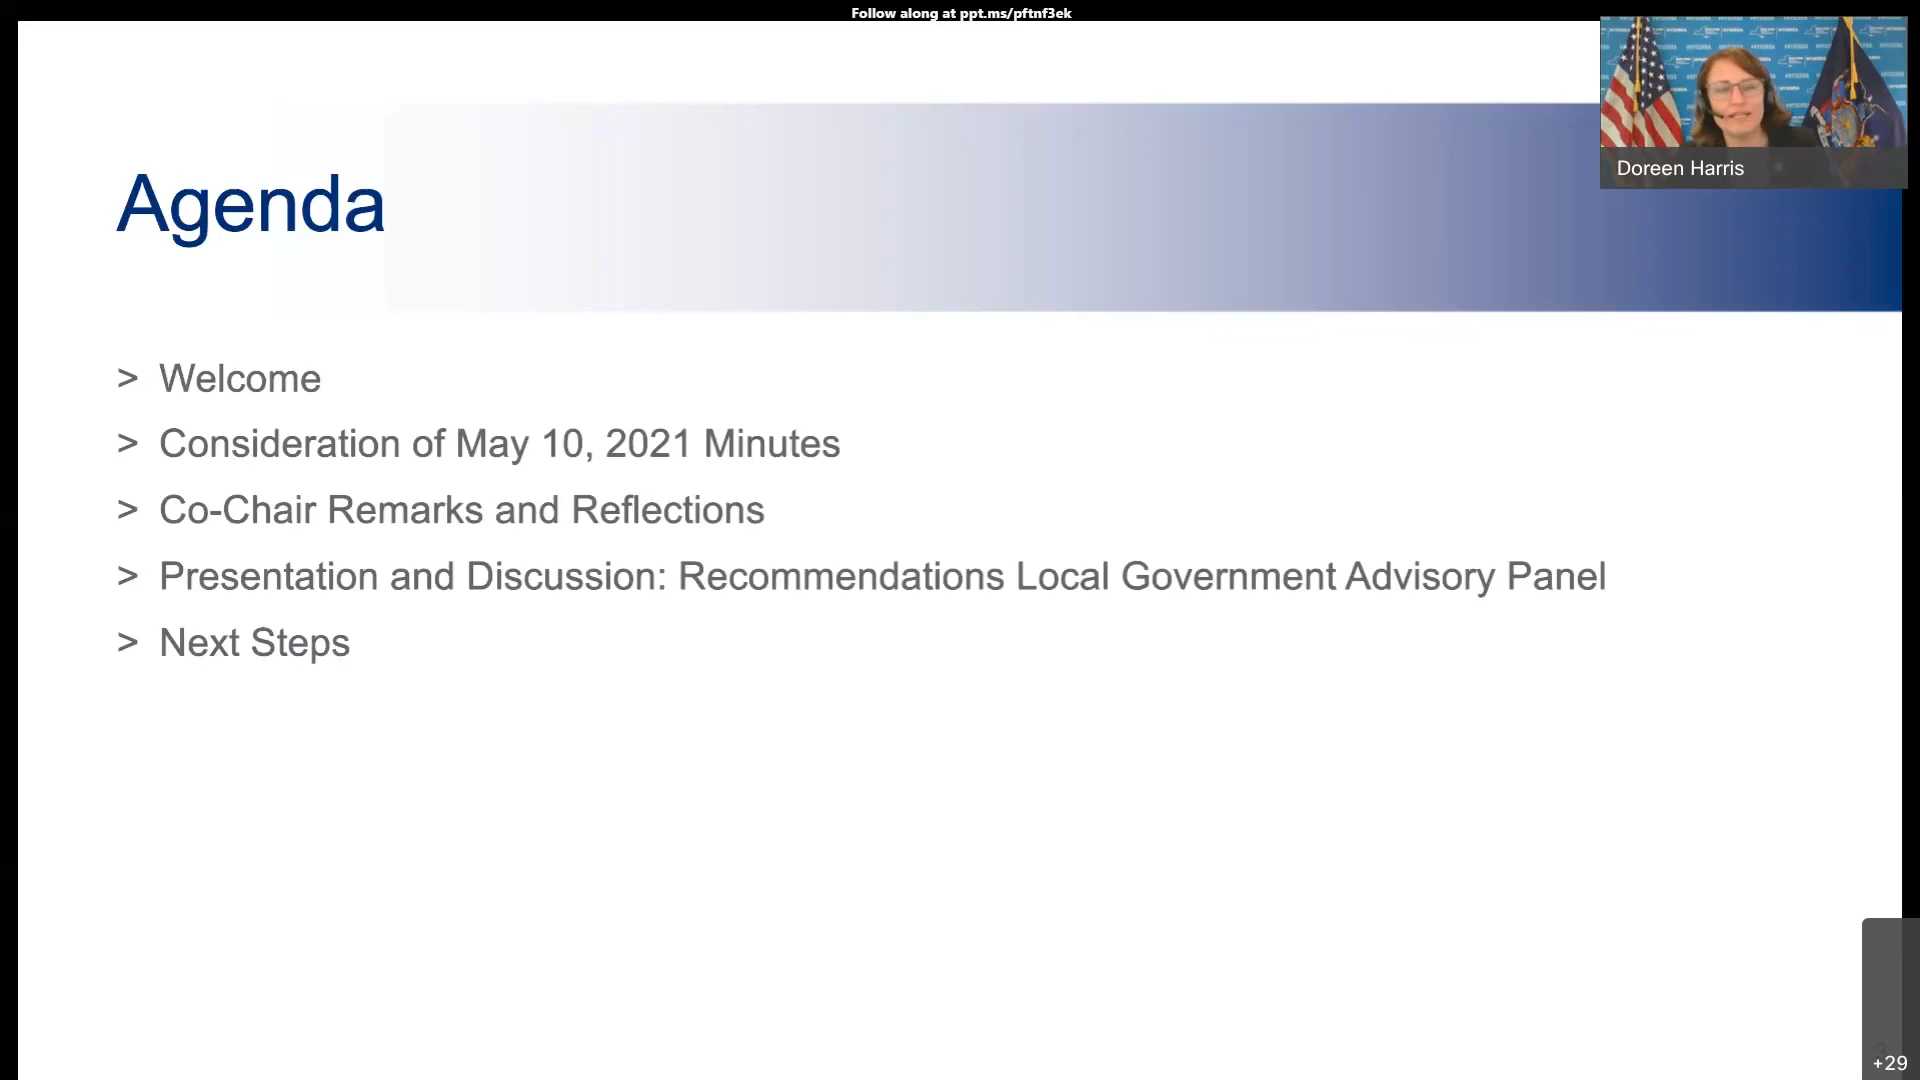 Follow along at ppt.ms/pftnf3ek
Doreen Harris
Agenda
> Welcome
> Consideration of May 10, 2021 Minutes
> Co-Chair Remarks and Reflections
> Presentation and Discussion: Recommendations Local Government Advisory Panel
> Next Steps
+29